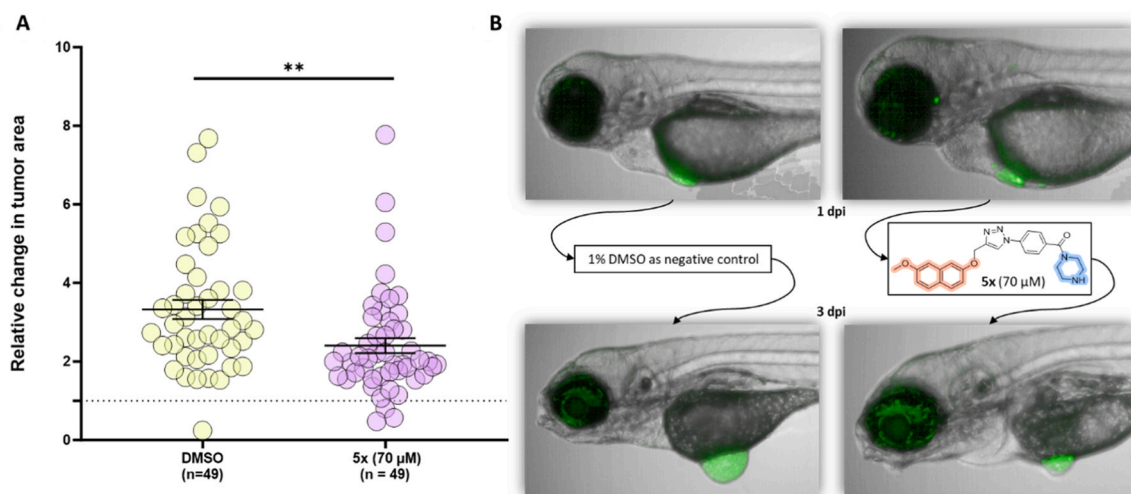 A
B
Relative change in tumor area
10
8
6
4
2
0
**
DMSO
(n=49)
5x (70 µM)
(n = 49)
1 dpi
1% DMSO as negative control
N=N
N
O
O
O
N
NH
5x (70 µM)
3 dpi